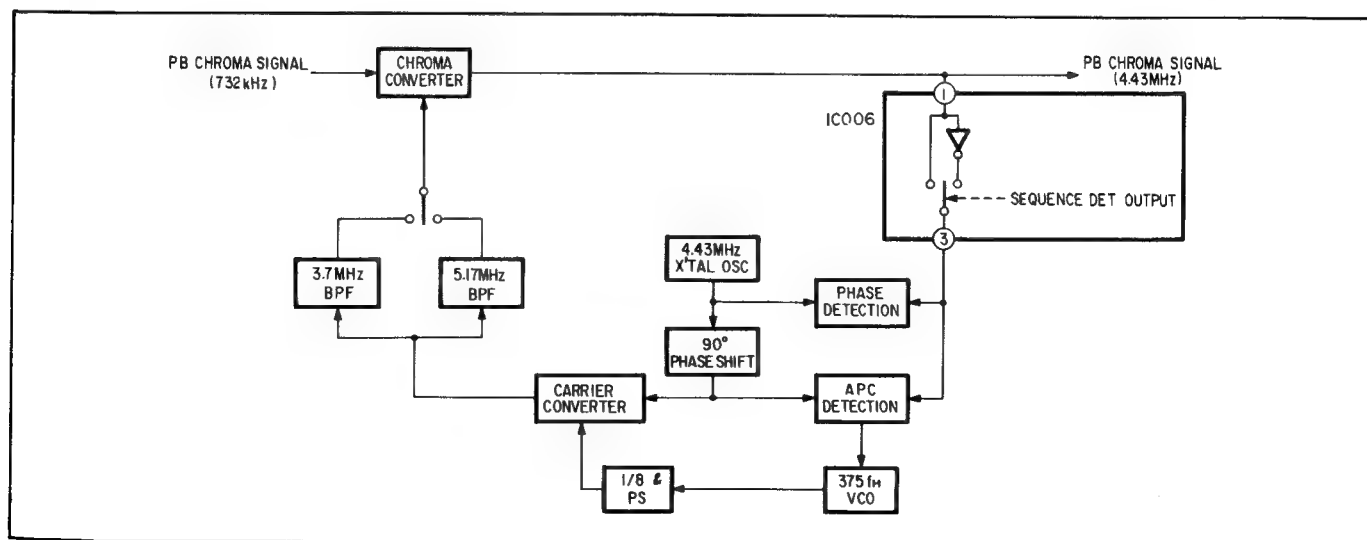 PB CHROMA SIGNAL
(732kHz)
CHROMA
CONVERTER
PB CHROMA SIGNAL
(4.43MHz)
1
IC006
SEQUENCE DET OUTPUT
3
3.7MHz
BPF
5.17MHz
BPF
4.43MHz
X'TAL OSC
PHASE
DETECTION
90°
PHASE SHIFT
CARRIER
CONVERTER
APC
DETECTION
1/8 &
PS
375fH
VCO